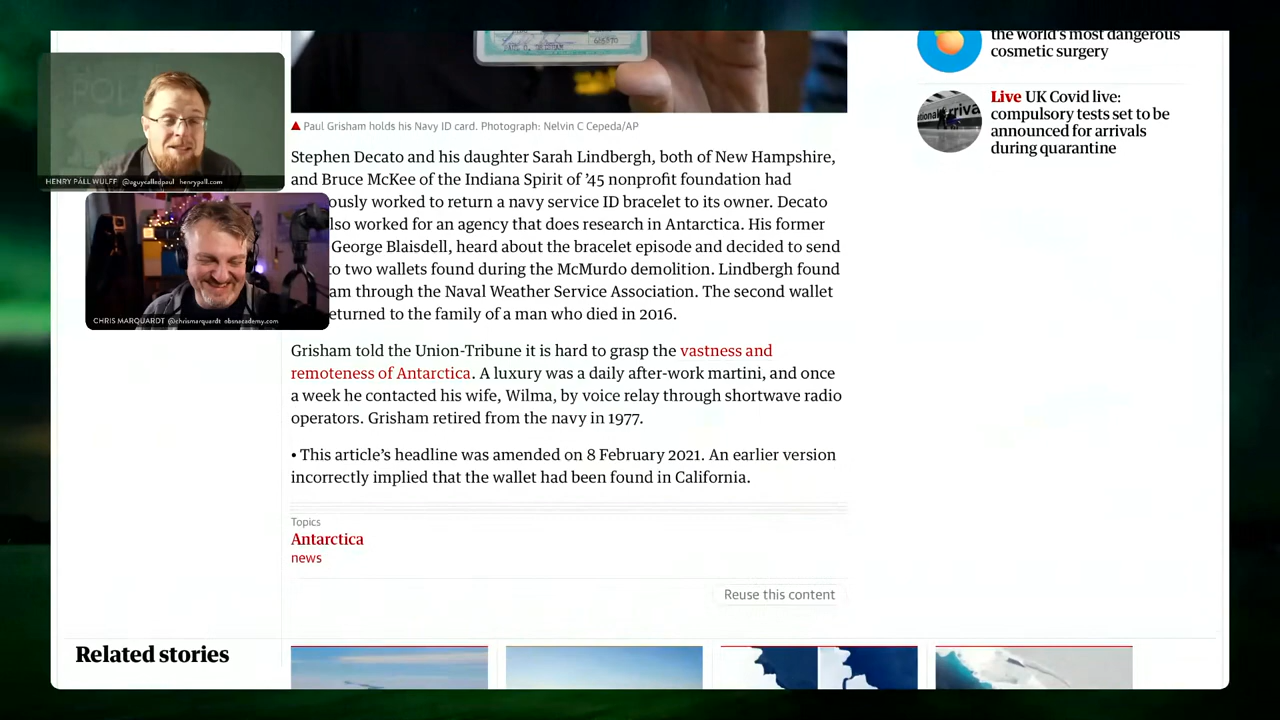 the world's most dangerous
cosmetic surgery
Live UK Covid live:
compulsory tests set to be
announced for arrivals
during quarantine
Paul Grisham holds his Navy ID card. Photograph: Nelvin C Cepeda/AP
HENRY PÁLL WULFF @aguycalledpaul henrypall.com
CHRIS MARQUARDT @chrismarquardt obsnacademy.com
Stephen Decato and his daughter Sarah Lindbergh, both of New Hampshire,
and Bruce McKee of the Indiana Spirit of '45 nonprofit foundation had
ously worked to return a navy service ID bracelet to its owner. Decato
lso worked for an agency that does research in Antarctica. His former
George Blaisdell, heard about the bracelet episode and decided to send
to two wallets found during the McMurdo demolition. Lindbergh found
am through the Naval Weather Service Association. The second wallet
eturned to the family of a man who died in 2016.
Grisham told the Union-Tribune it is hard to grasp the vastness and
remoteness of Antarctica. A luxury was a daily after-work martini, and once
a week he contacted his wife, Wilma, by voice relay through shortwave radio
operators. Grisham retired from the navy in 1977.
• This article's headline was amended on 8 February 2021. An earlier version
incorrectly implied that the wallet had been found in California.
Topics
Antarctica
news
Reuse this content
Related stories